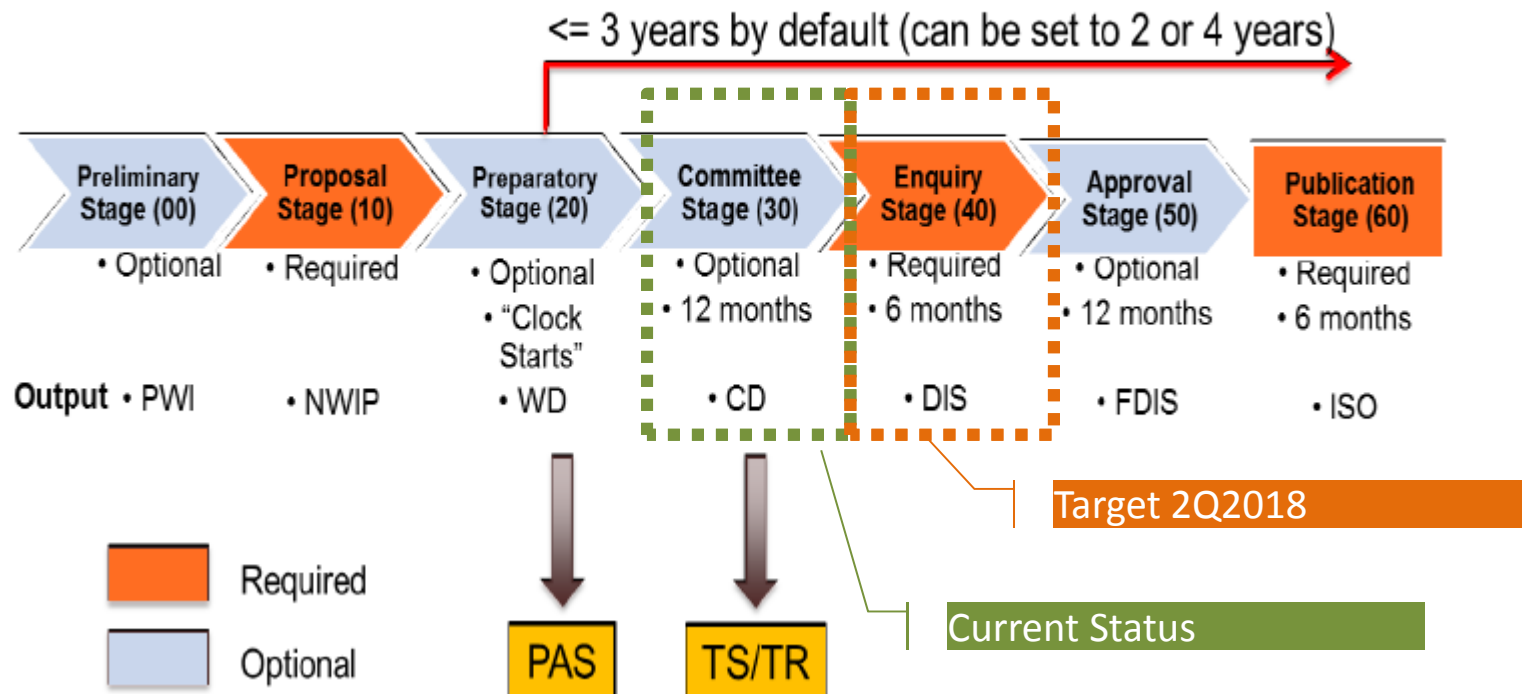 <= 3 years by default (can be set to 2 or 4 years)
Preliminary
Stage (00)
Proposal
Stage (10)
Preparatory
Stage (20)
Committee
Stage (30)
Enquiry
Stage (40)
Approval
Stage (50)
Publication
Stage (60)
• Optional
• Required
• Optional
• "Clock
Starts"
• Optional
• 12 months
• Required
• 6 months
• Optional
• 12 months
• Required
• 6 months
Output • PWI
• NWIP
• WD
• CD
• DIS
• FDIS
• ISO
Target 2Q2018
Required
Current Status
Optional
PAS
TS/TR